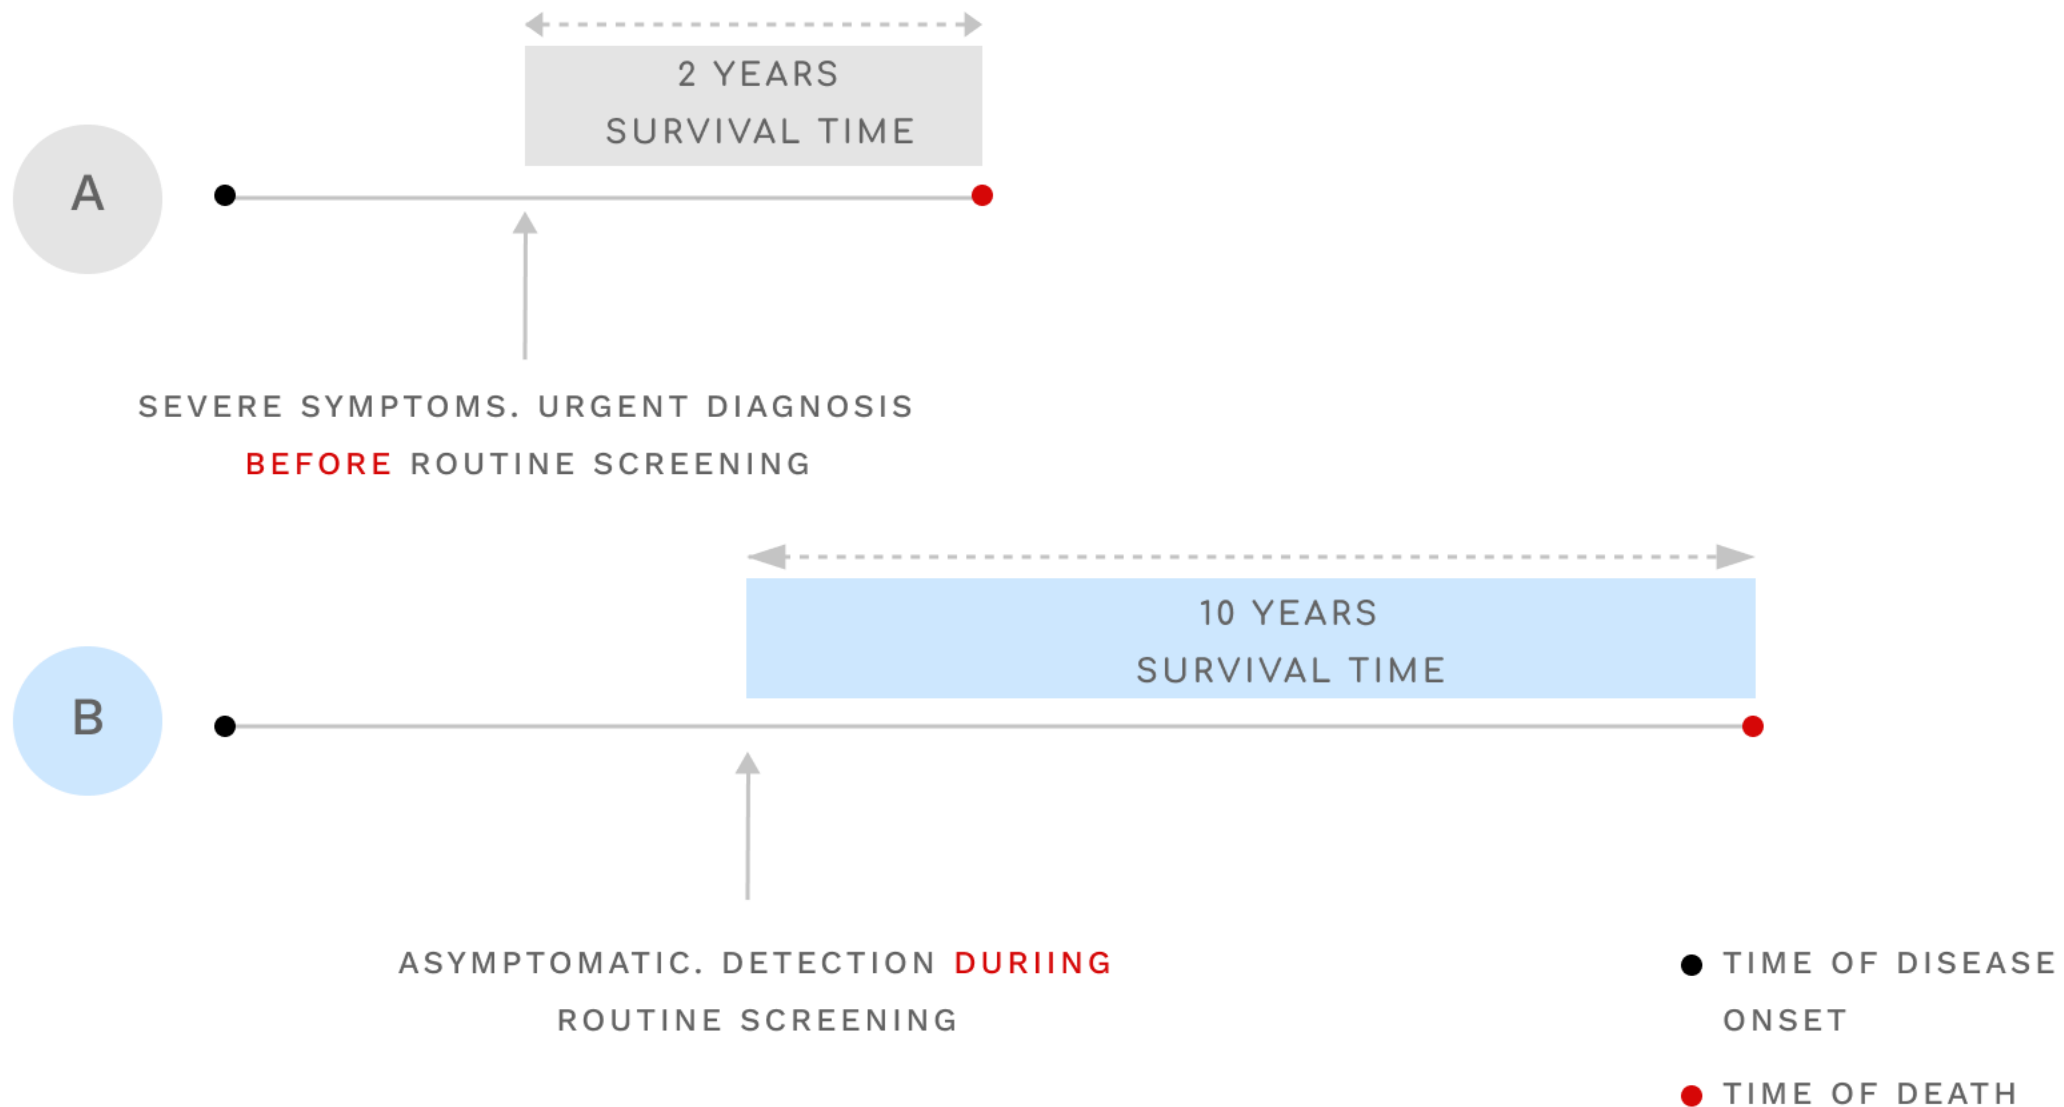 2 YEARS
SURVIVAL TIME
A
SEVERE SYMPTOMS. URGENT DIAGNOSIS
BEFORE ROUTINE SCREENING
10 YEARS
SURVIVAL TIME
B
ASYMPTOMATIC. DETECTION DURIING
ROUTINE SCREENING
TIME OF DISEASE
ONSET
TIME OF DEATH